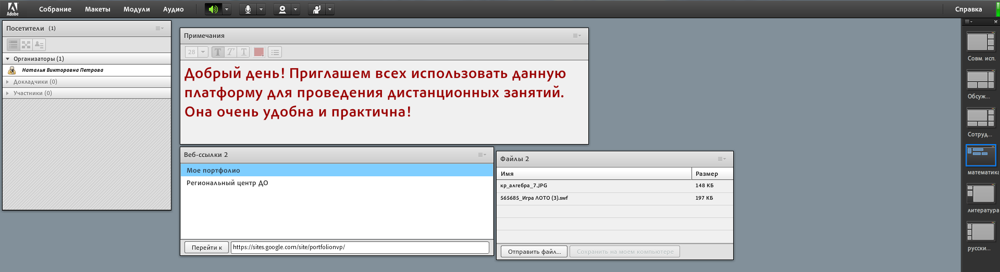 Adobe
Собрание Макеты Модули Аудио Справка
Посетители (1)
Организаторы (1)
Наталья Викторовна Петрова
Докладчики (0)
Участники (0)
Примечания
28 T T T
Добрый день! Приглашем всех использовать данную
платформу для проведения дистанционных занятий.
Она очень удобна и практична!
Веб-ссылки 2
Мое портфолио
Региональный центр ДО
Перейти к https://sites.google.com/site/portfolionvp/
Файлы 2
Имя Размер
кр_алгебра_7.JPG 148 КБ
565685_Игра ЛОТО (3).swf 197 КБ
Отправить файл... Сохранить на моем компьютере
Совм. исп.
Обсуж...
Сотруд...
математика
литература
русски...